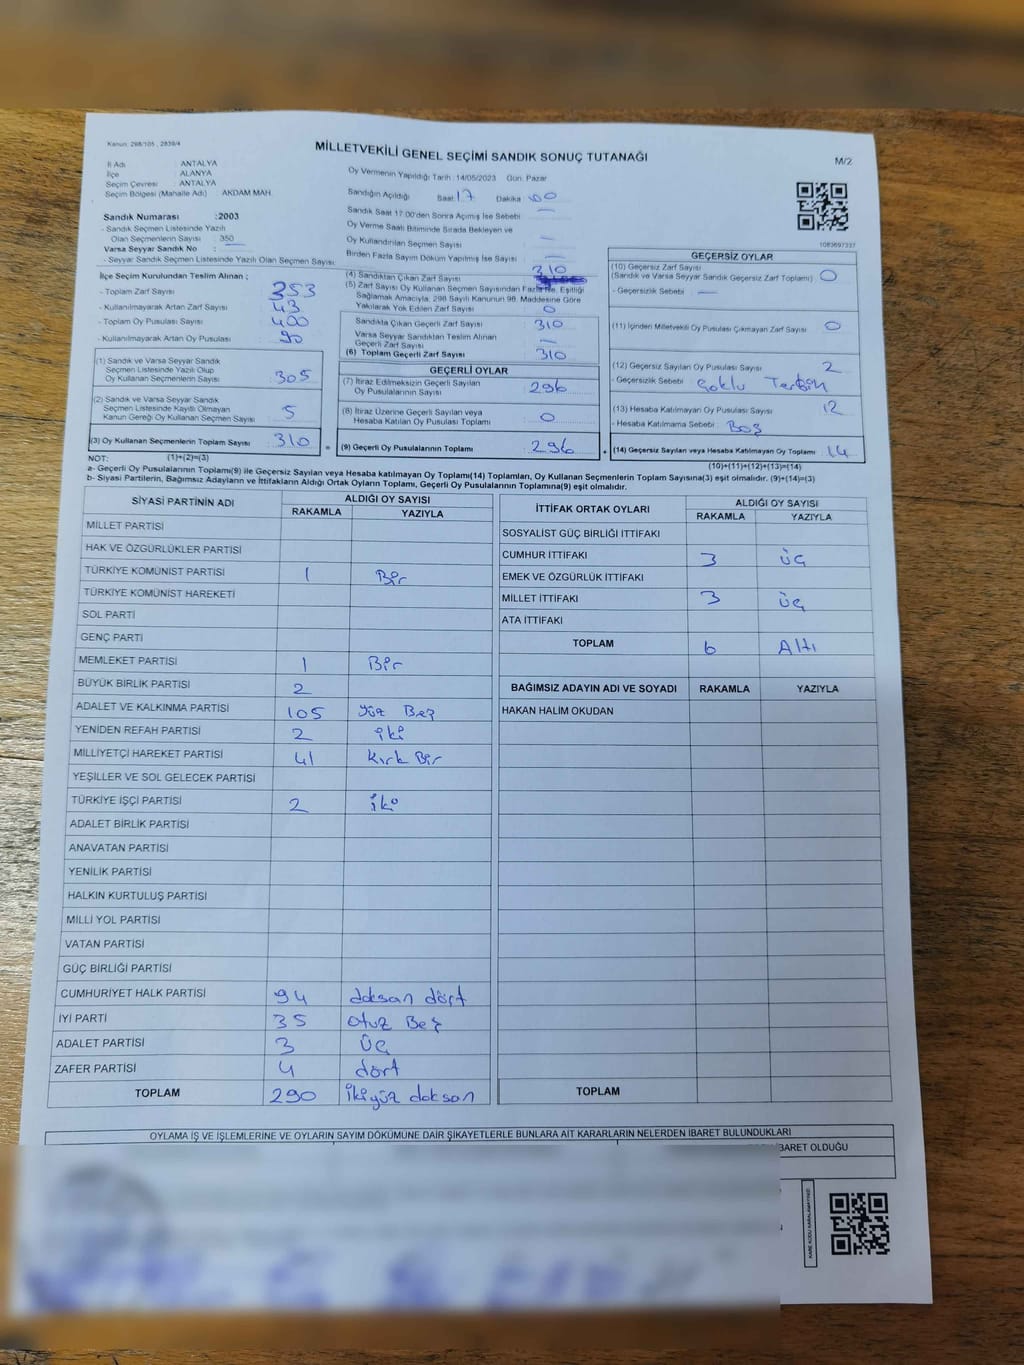 Kanun: 298/105 , 2839/4
MİLLETVEKİLİ GENEL SEÇİMİ SANDIK SONUÇ TUTANAĞI
M/2
İl Adı : ANTALYA
İlçe : ALANYA
Seçim Çevresi : ANTALYA
Seçim Bölgesi (Mahalle Adı) : AKDAM MAH.
Oy Vermenin Yapıldığı Tarih :14/05/2023 Gün: Pazar
Sandığın Açıldığı Saat: 17 Dakika: 00
Sandık Saat 17.00'den Sonra Açılmış İse Sebebi : —
Oy Verme Saati Bitiminde Sırada Bekleyen ve
Oy Kullandırılan Seçmen Sayısı : —
Birden Fazla Sayım Döküm Yapılmış İse Sayısı : —
Sandık Numarası :2003
- Sandık Seçmen Listesinde Yazılı
Olan Seçmenlerin Sayısı : 350
Varsa Seyyar Sandık No :
- Seyyar Sandık Seçmen Listesinde Yazılı Olan Seçmen Sayısı:
1083697337
İlçe Seçim Kurulundan Teslim Alınan ;
- Toplam Zarf Sayısı : 353
- Kullanılmayarak Artan Zarf Sayısı : 43
- Toplam Oy Pusulası Sayısı : 400
- Kullanılmayarak Artan Oy Pusulası : 90
(1) Sandık ve Varsa Seyyar Sandık
Seçmen Listesinde Yazılı Olup
Oy Kullanan Seçmenlerin Sayısı : 305
(2) Sandık ve Varsa Seyyar Sandık
Seçmen Listesinde Kayıtlı Olmayan
Kanun Gereği Oy Kullanan Seçmen Sayısı : 5
(3) Oy Kullanan Seçmenlerin Toplam Sayısı : 310
(1)+(2)=(3)
(4) Sandıktan Çıkan Zarf Sayısı : 310
(5) Zarf Sayısı Oy Kullanan Seçmen Sayısından Fazla İse, Eşitliği
Sağlamak Amacıyla, 298 Sayılı Kanunun 98. Maddesine Göre
Yakılarak Yok Edilen Zarf Sayısı : 0
Sandıkta Çıkan Geçerli Zarf Sayısı : 310
Varsa Seyyar Sandıktan Teslim Alınan
Geçerli Zarf Sayısı : —
(6) Toplam Geçerli Zarf Sayısı : 310
GEÇERLİ OYLAR
(7) İtiraz Edilmeksizin Geçerli Sayılan
Oy Pusulalarının Sayısı : 296
(8) İtiraz Üzerine Geçerli Sayılan veya
Hesaba Katılan Oy Pusulaları Toplamı : 0
= (9) Geçerli Oy Pusulalarının Toplamı : 296
GEÇERSİZ OYLAR
(10) Geçersiz Zarf Sayısı
(Sandık ve Varsa Seyyar Sandık Geçersiz Zarf Toplamı) : 0
- Geçersizlik Sebebi : —
(11) İçinden Milletvekili Oy Pusulası Çıkmayan Zarf Sayısı : 0
(12) Geçersiz Sayılan Oy Pusulası Sayısı : 2
- Geçersizlik Sebebi : Çoklu Tercih
(13) Hesaba Katılmayan Oy Pusulası Sayısı : 12
- Hesaba Katılmama Sebebi : Boş
+ (14) Geçersiz Sayılan veya Hesaba Katılmayan Oy Toplamı : 14
(10)+(11)+(12)+(13)=(14)
NOT:
a- Geçerli Oy Pusulalarının Toplamı(9) ile Geçersiz Sayılan veya Hesaba katılmayan Oy Toplamı(14) Toplamları, Oy Kullanan Seçmenlerin Toplam Sayısına(3) eşit olmalıdır. (9)+(14)=(3)
b- Siyasi Partilerin, Bağımsız Adayların ve İttifakların Aldığı Ortak Oyların Toplamı, Geçerli Oy Pusulalarının Toplamına(9) eşit olmalıdır.
SİYASİ PARTİNİN ADI ALDIĞI OY SAYISI
RAKAMLA YAZIYLA
MİLLET PARTİSİ
HAK VE ÖZGÜRLÜKLER PARTİSİ
TÜRKİYE KOMÜNİST PARTİSİ 1 Bir
TÜRKİYE KOMÜNİST HAREKETİ
SOL PARTİ
GENÇ PARTİ
MEMLEKET PARTİSİ 1 Bir
BÜYÜK BİRLİK PARTİSİ 2
ADALET VE KALKINMA PARTİSİ 105 Yüz Beş
YENİDEN REFAH PARTİSİ 2 iki
MİLLİYETÇİ HAREKET PARTİSİ 41 Kırk Bir
YEŞİLLER VE SOL GELECEK PARTİSİ
TÜRKİYE İŞÇİ PARTİSİ 2 iki
ADALET BİRLİK PARTİSİ
ANAVATAN PARTİSİ
YENİLİK PARTİSİ
HALKIN KURTULUŞ PARTİSİ
MİLLİ YOL PARTİSİ
VATAN PARTİSİ
GÜÇ BİRLİĞİ PARTİSİ
CUMHURİYET HALK PARTİSİ 94 doksan dört
İYİ PARTİ 35 otuz Beş
ADALET PARTİSİ 3 Üç
ZAFER PARTİSİ 4 dört
TOPLAM 290 ikiyüz doksan
İTTİFAK ORTAK OYLARI ALDIĞI OY SAYISI
RAKAMLA YAZIYLA
SOSYALİST GÜÇ BİRLİĞİ İTTİFAKI
CUMHUR İTTİFAKI 3 üç
EMEK VE ÖZGÜRLÜK İTTİFAKI
MİLLET İTTİFAKI 3 üç
ATA İTTİFAKI
TOPLAM 6 Altı
BAĞIMSIZ ADAYIN ADI VE SOYADI RAKAMLA YAZIYLA
HAKAN HALİM OKUDAN
TOPLAM
OYLAMA İŞ VE İŞLEMLERİNE VE OYLARIN SAYIM DÖKÜMÜNE DAİR ŞİKAYETLERLE BUNLARA AİT KARARLARIN NELERDEN İBARET BULUNDUKLARI
İBARET OLDUĞU
KARE KODU KARALAMAYINIZ!